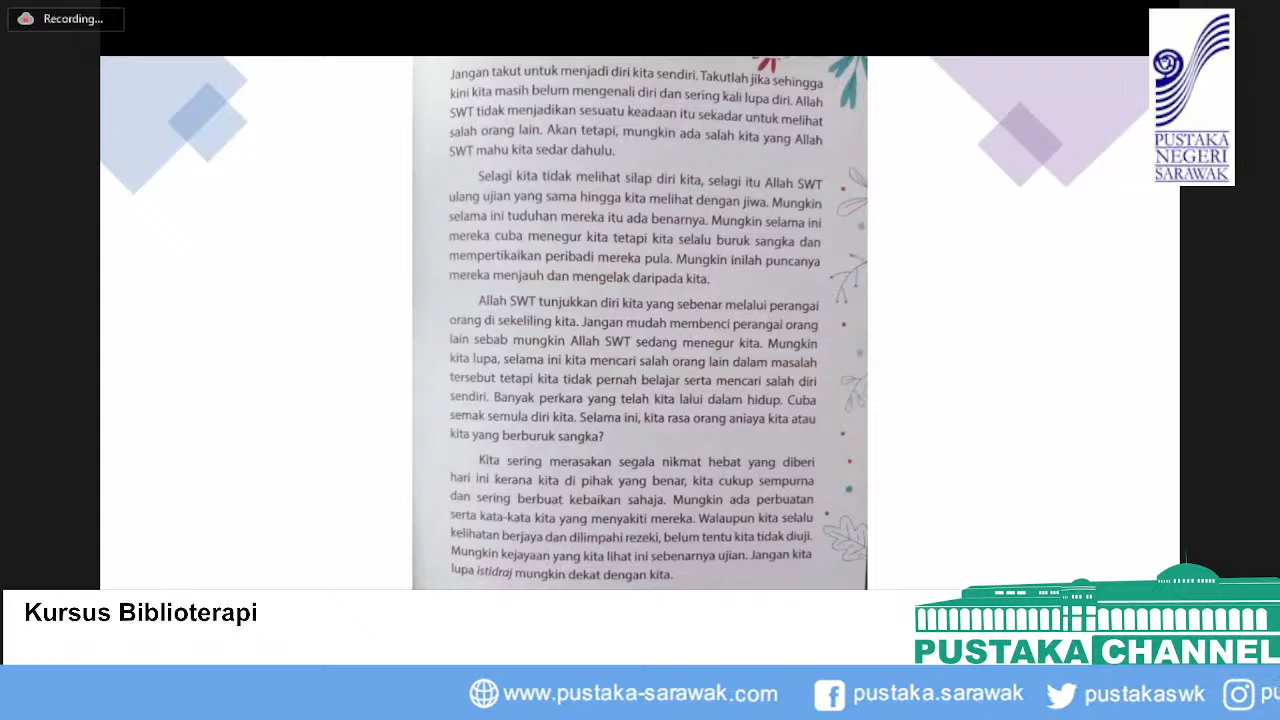 Recording...
PUSTAKA
NEGERI
SARAWAK
Jangan takut untuk menjadi diri kita sendiri. Takutlah jika sehingga
kini kita masih belum mengenali diri dan sering kali lupa diri. Allah
SWT tidak menjadikan sesuatu keadaan itu sekadar untuk melihat
salah orang lain. Akan tetapi, mungkin ada salah kita yang Allah
SWT mahu kita sedar dahulu.
Selagi kita tidak melihat silap diri kita, selagi itu Allah SWT
ulang ujian yang sama hingga kita melihat dengan jiwa. Mungkin
selama ini tuduhan mereka itu ada benarnya. Mungkin selama ini
mereka cuba menegur kita tetapi kita selalu buruk sangka dan
mempertikaikan peribadi mereka pula. Mungkin inilah puncanya
mereka menjauh dan mengelak daripada kita.
Allah SWT tunjukkan diri kita yang sebenar melalui perangai
orang di sekeliling kita. Jangan mudah membenci perangai orang
lain sebab mungkin Allah SWT sedang menegur kita. Mungkin
kita lupa, selama ini kita mencari salah orang lain dalam masalah
tersebut tetapi kita tidak pernah belajar serta mencari salah diri
sendiri. Banyak perkara yang telah kita lalui dalam hidup. Cuba
semak semula diri kita. Selama ini, kita rasa orang aniaya kita atau
kita yang berburuk sangka?
Kita sering merasakan segala nikmat hebat yang diberi
hari ini kerana kita di pihak yang benar, kita cukup sempurna
dan sering berbuat kebaikan sahaja. Mungkin ada perbuatan
serta kata-kata kita yang menyakiti mereka. Walaupun kita selalu
kelihatan berjaya dan dilimpahi rezeki, belum tentu kita tidak diuji.
Mungkin kejayaan yang kita lihat ini sebenarnya ujian. Jangan kita
lupa istidraj mungkin dekat dengan kita.
Kursus Biblioterapi
PUSTAKA CHANNEL
www.pustaka-sarawak.com pustaka.sarawak pustakaswk pu